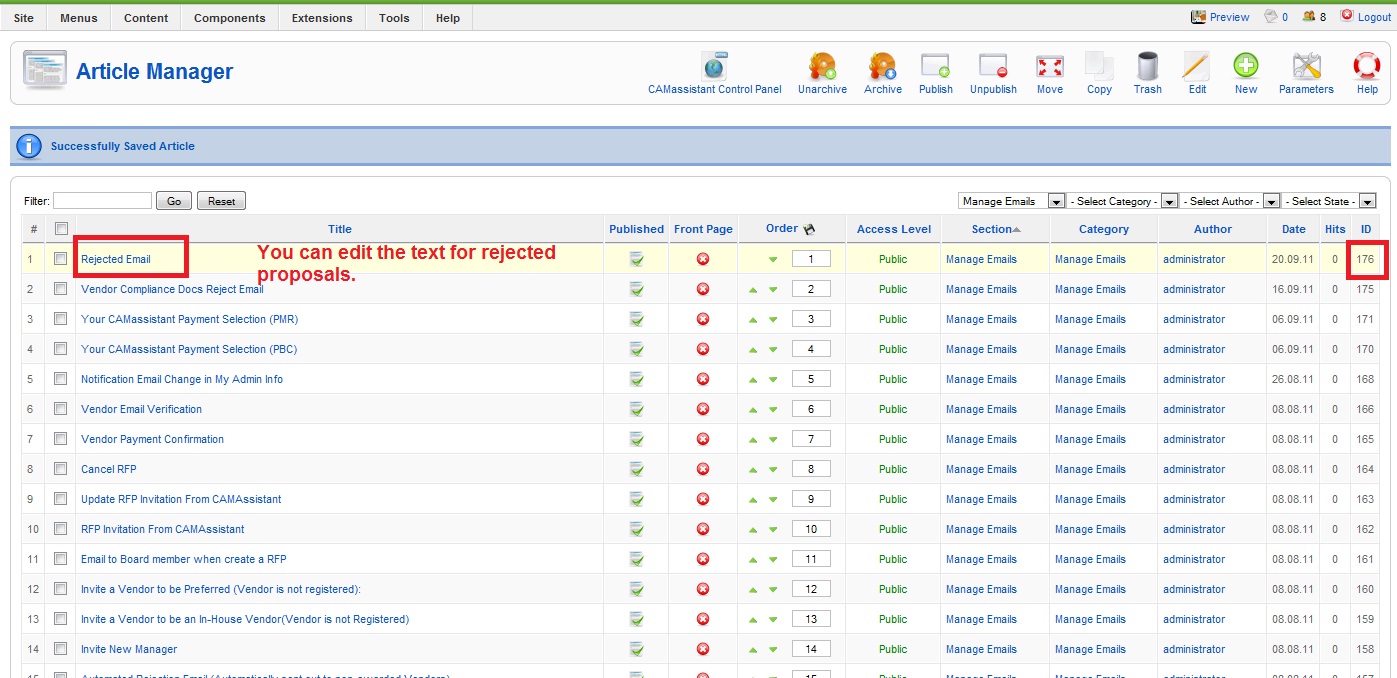 Site Menus Content Components Extensions Tools Help Preview 0 8 Logout
Article Manager
CAMassistant Control Panel Unarchive Archive Publish Unpublish Move Copy Trash Edit New Parameters Help
Successfully Saved Article
Filter: Go Reset Manage Emails - Select Category - - Select Author - - Select State -
# Title Published Front Page Order Access Level Section Category Author Date Hits ID
1 Rejected Email 1 Public Manage Emails Manage Emails administrator 20.09.11 0 176
You can edit the text for rejected
proposals.
2 Vendor Compliance Docs Reject Email 2 Public Manage Emails Manage Emails administrator 16.09.11 0 175
3 Your CAMassistant Payment Selection (PMR) 3 Public Manage Emails Manage Emails administrator 06.09.11 0 171
4 Your CAMassistant Payment Selection (PBC) 4 Public Manage Emails Manage Emails administrator 06.09.11 0 170
5 Notification Email Change in My Admin Info 5 Public Manage Emails Manage Emails administrator 26.08.11 0 168
6 Vendor Email Verification 6 Public Manage Emails Manage Emails administrator 08.08.11 0 166
7 Vendor Payment Confirmation 7 Public Manage Emails Manage Emails administrator 08.08.11 0 165
8 Cancel RFP 8 Public Manage Emails Manage Emails administrator 08.08.11 0 164
9 Update RFP Invitation From CAMAssistant 9 Public Manage Emails Manage Emails administrator 08.08.11 0 163
10 RFP Invitation From CAMAssistant 10 Public Manage Emails Manage Emails administrator 08.08.11 0 162
11 Email to Board member when create a RFP 11 Public Manage Emails Manage Emails administrator 08.08.11 0 161
12 Invite a Vendor to be Preferred (Vendor is not registered): 12 Public Manage Emails Manage Emails administrator 08.08.11 0 160
13 Invite a Vendor to be an In-House Vendor(Vendor is not Registered) 13 Public Manage Emails Manage Emails administrator 08.08.11 0 159
14 Invite New Manager 14 Public Manage Emails Manage Emails administrator 08.08.11 0 158